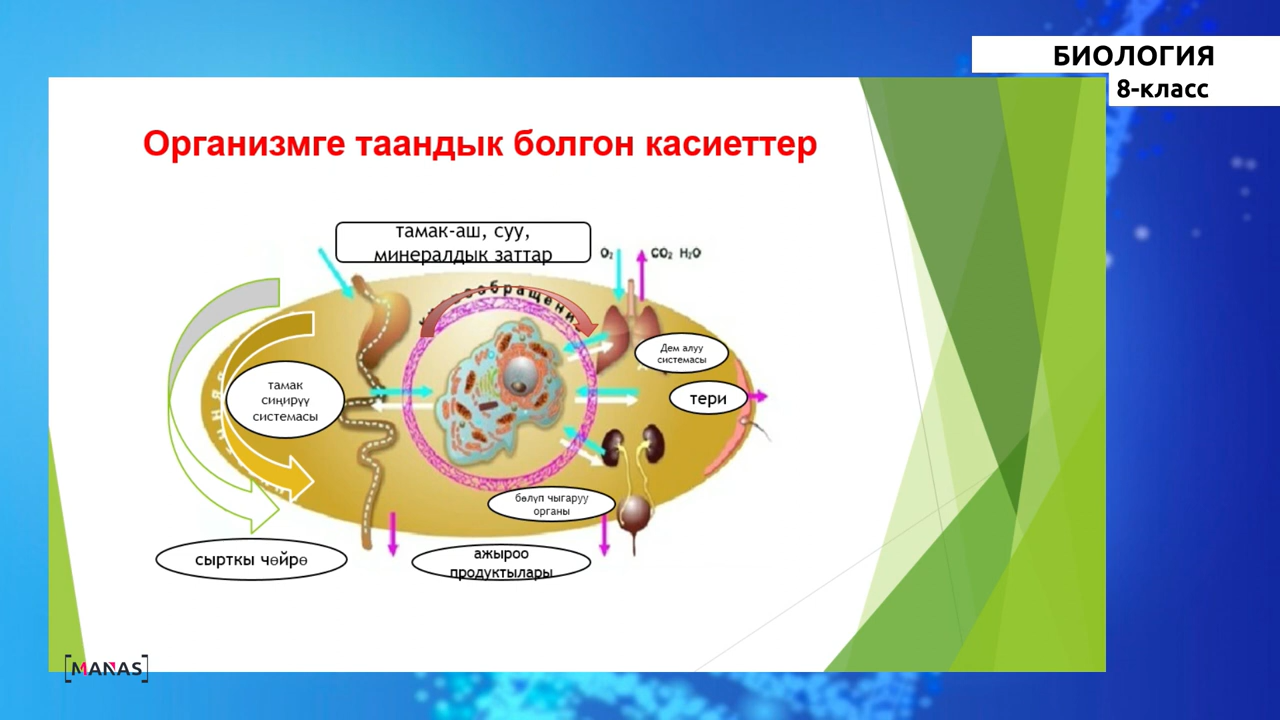 БИОЛОГИЯ
8-класс
Организмге таандык болгон касиеттер
тамак-аш, суу,
минералдык заттар
O₂
CO₂ H₂O
Дем алуу
системасы
тамак
сиңирүү
системасы
тери
бөлүп чыгаруу
органы
сырткы чөйрө
ажыроо
продуктылары
[MANAS]